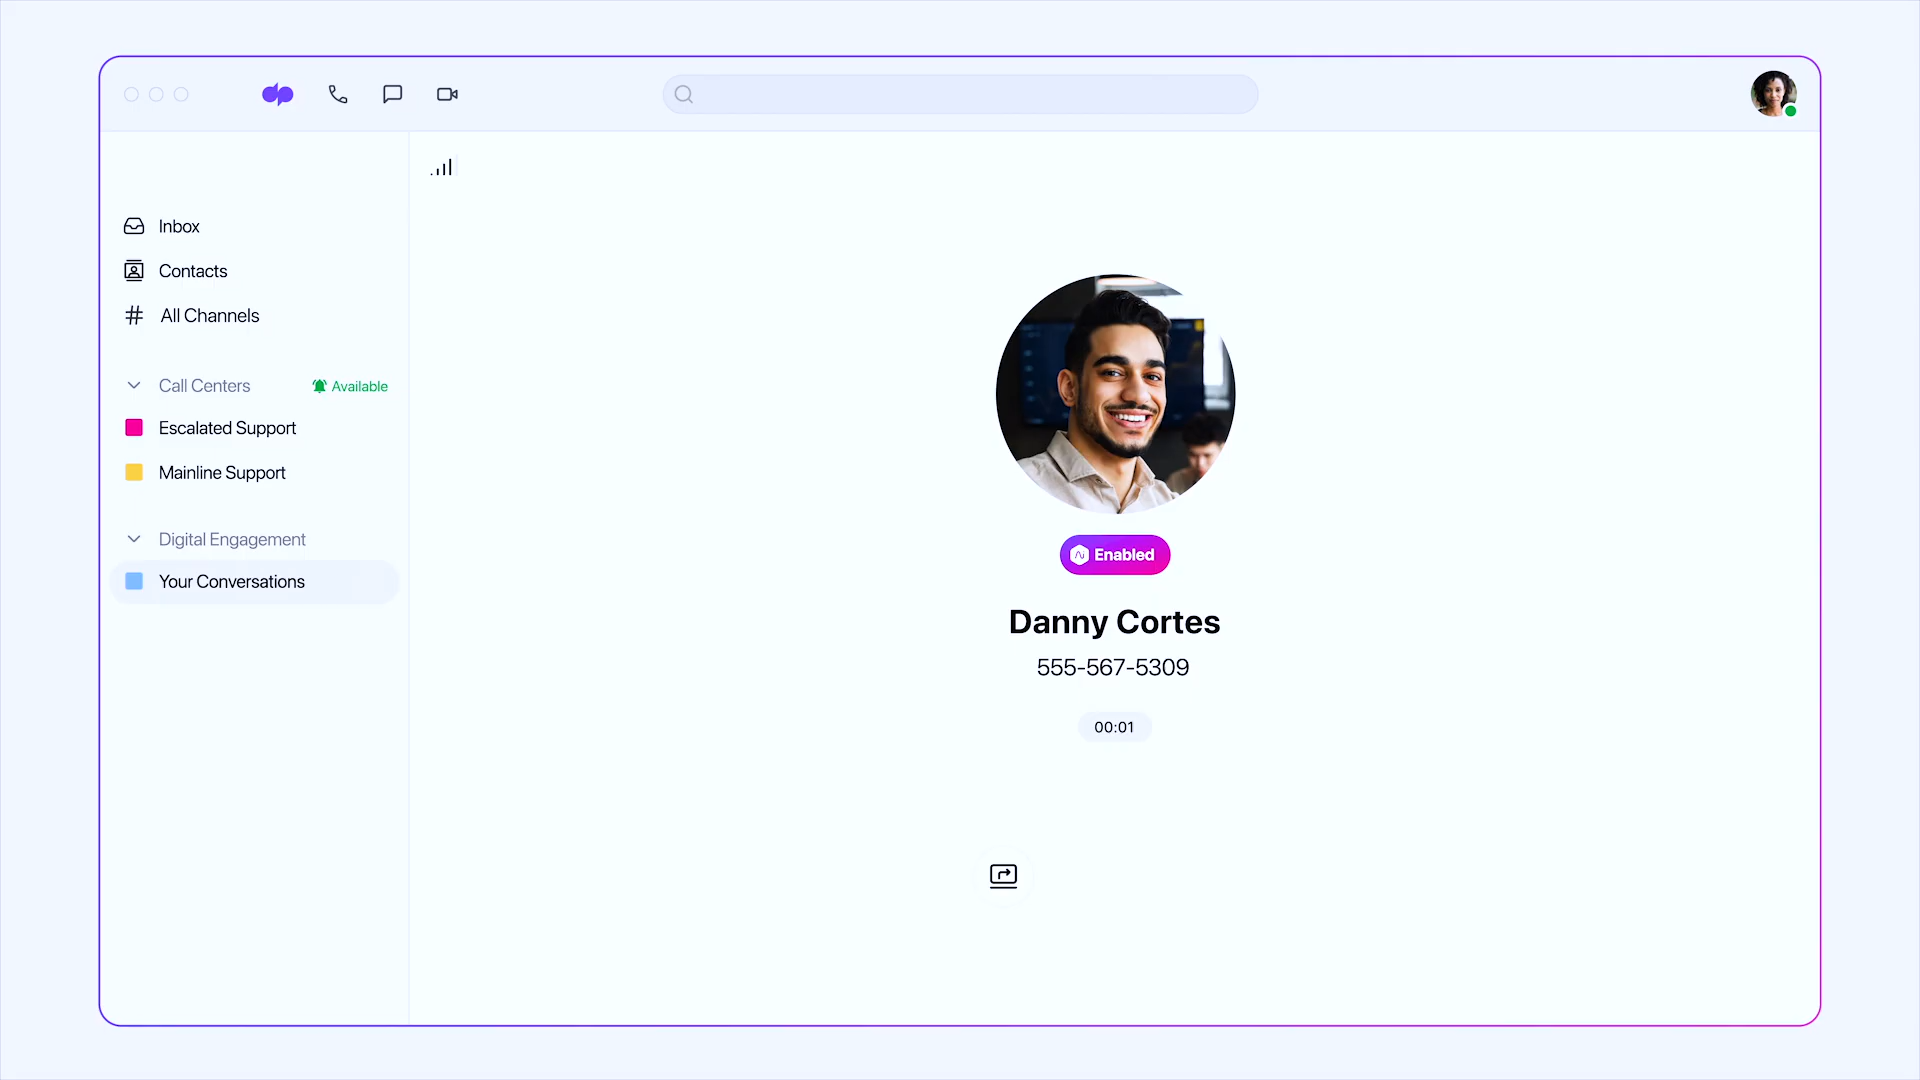 Inbox
Contacts
All Channels
Call Centers
Available
Escalated Support
Mainline Support
Digital Engagement
Your Conversations
Enabled
Danny Cortes
555-567-5309
00:01